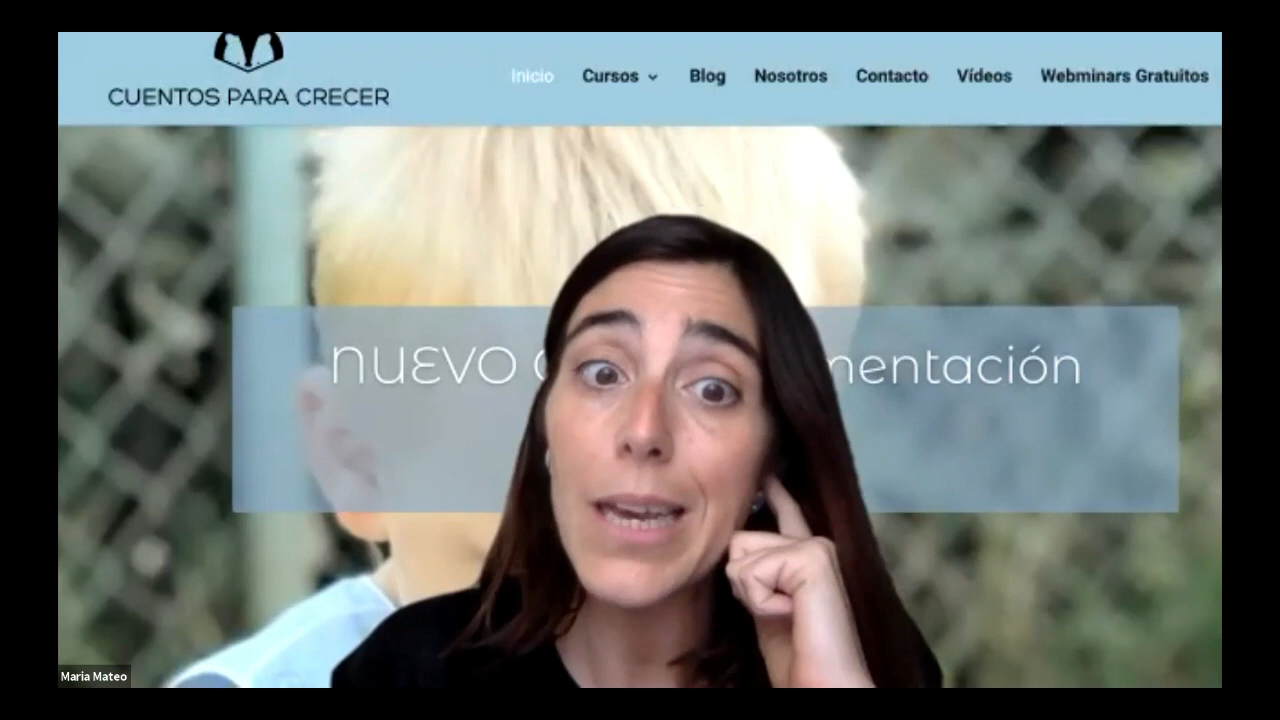 CUENTOS PARA CRECER
Inicio Cursos Blog Nosotros Contacto Vídeos Webminars Gratuitos
NUEVO mentación
Maria Mateo